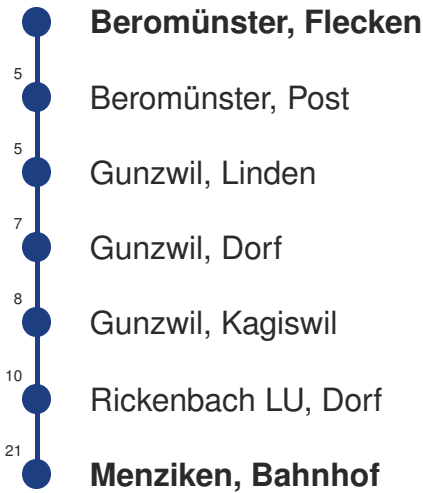 Beromünster, Flecken
5
Beromünster, Post
5
Gunzwil, Linden
7
Gunzwil, Dorf
8
Gunzwil, Kagiswil
10
Rickenbach LU, Dorf
21
Menziken, Bahnhof